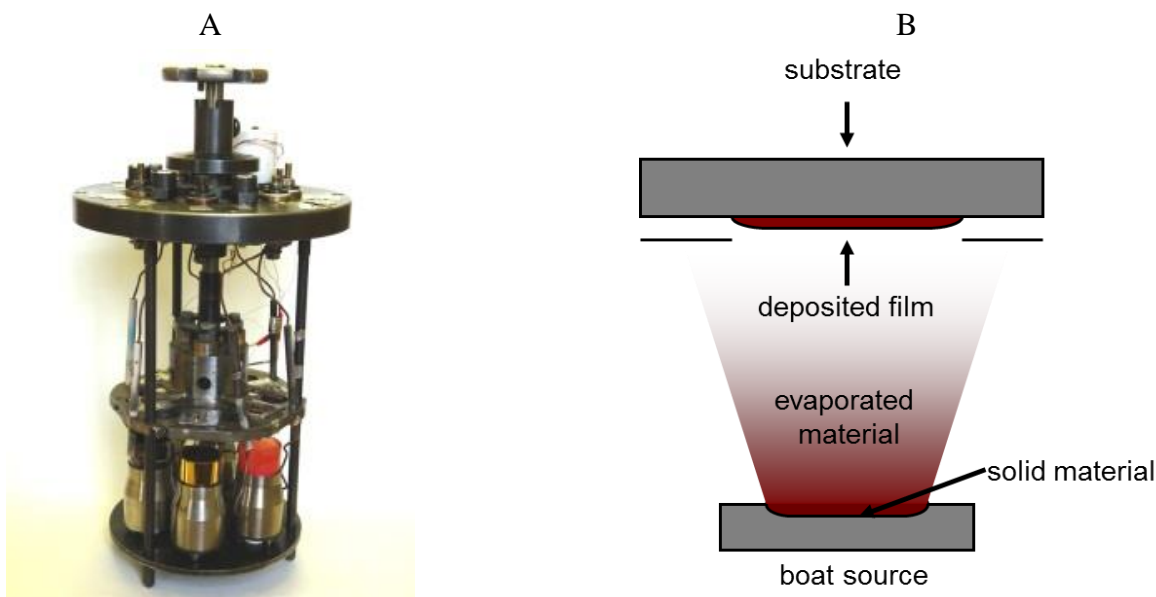 A
B
substrate
deposited film
evaporated
material
solid material
boat source